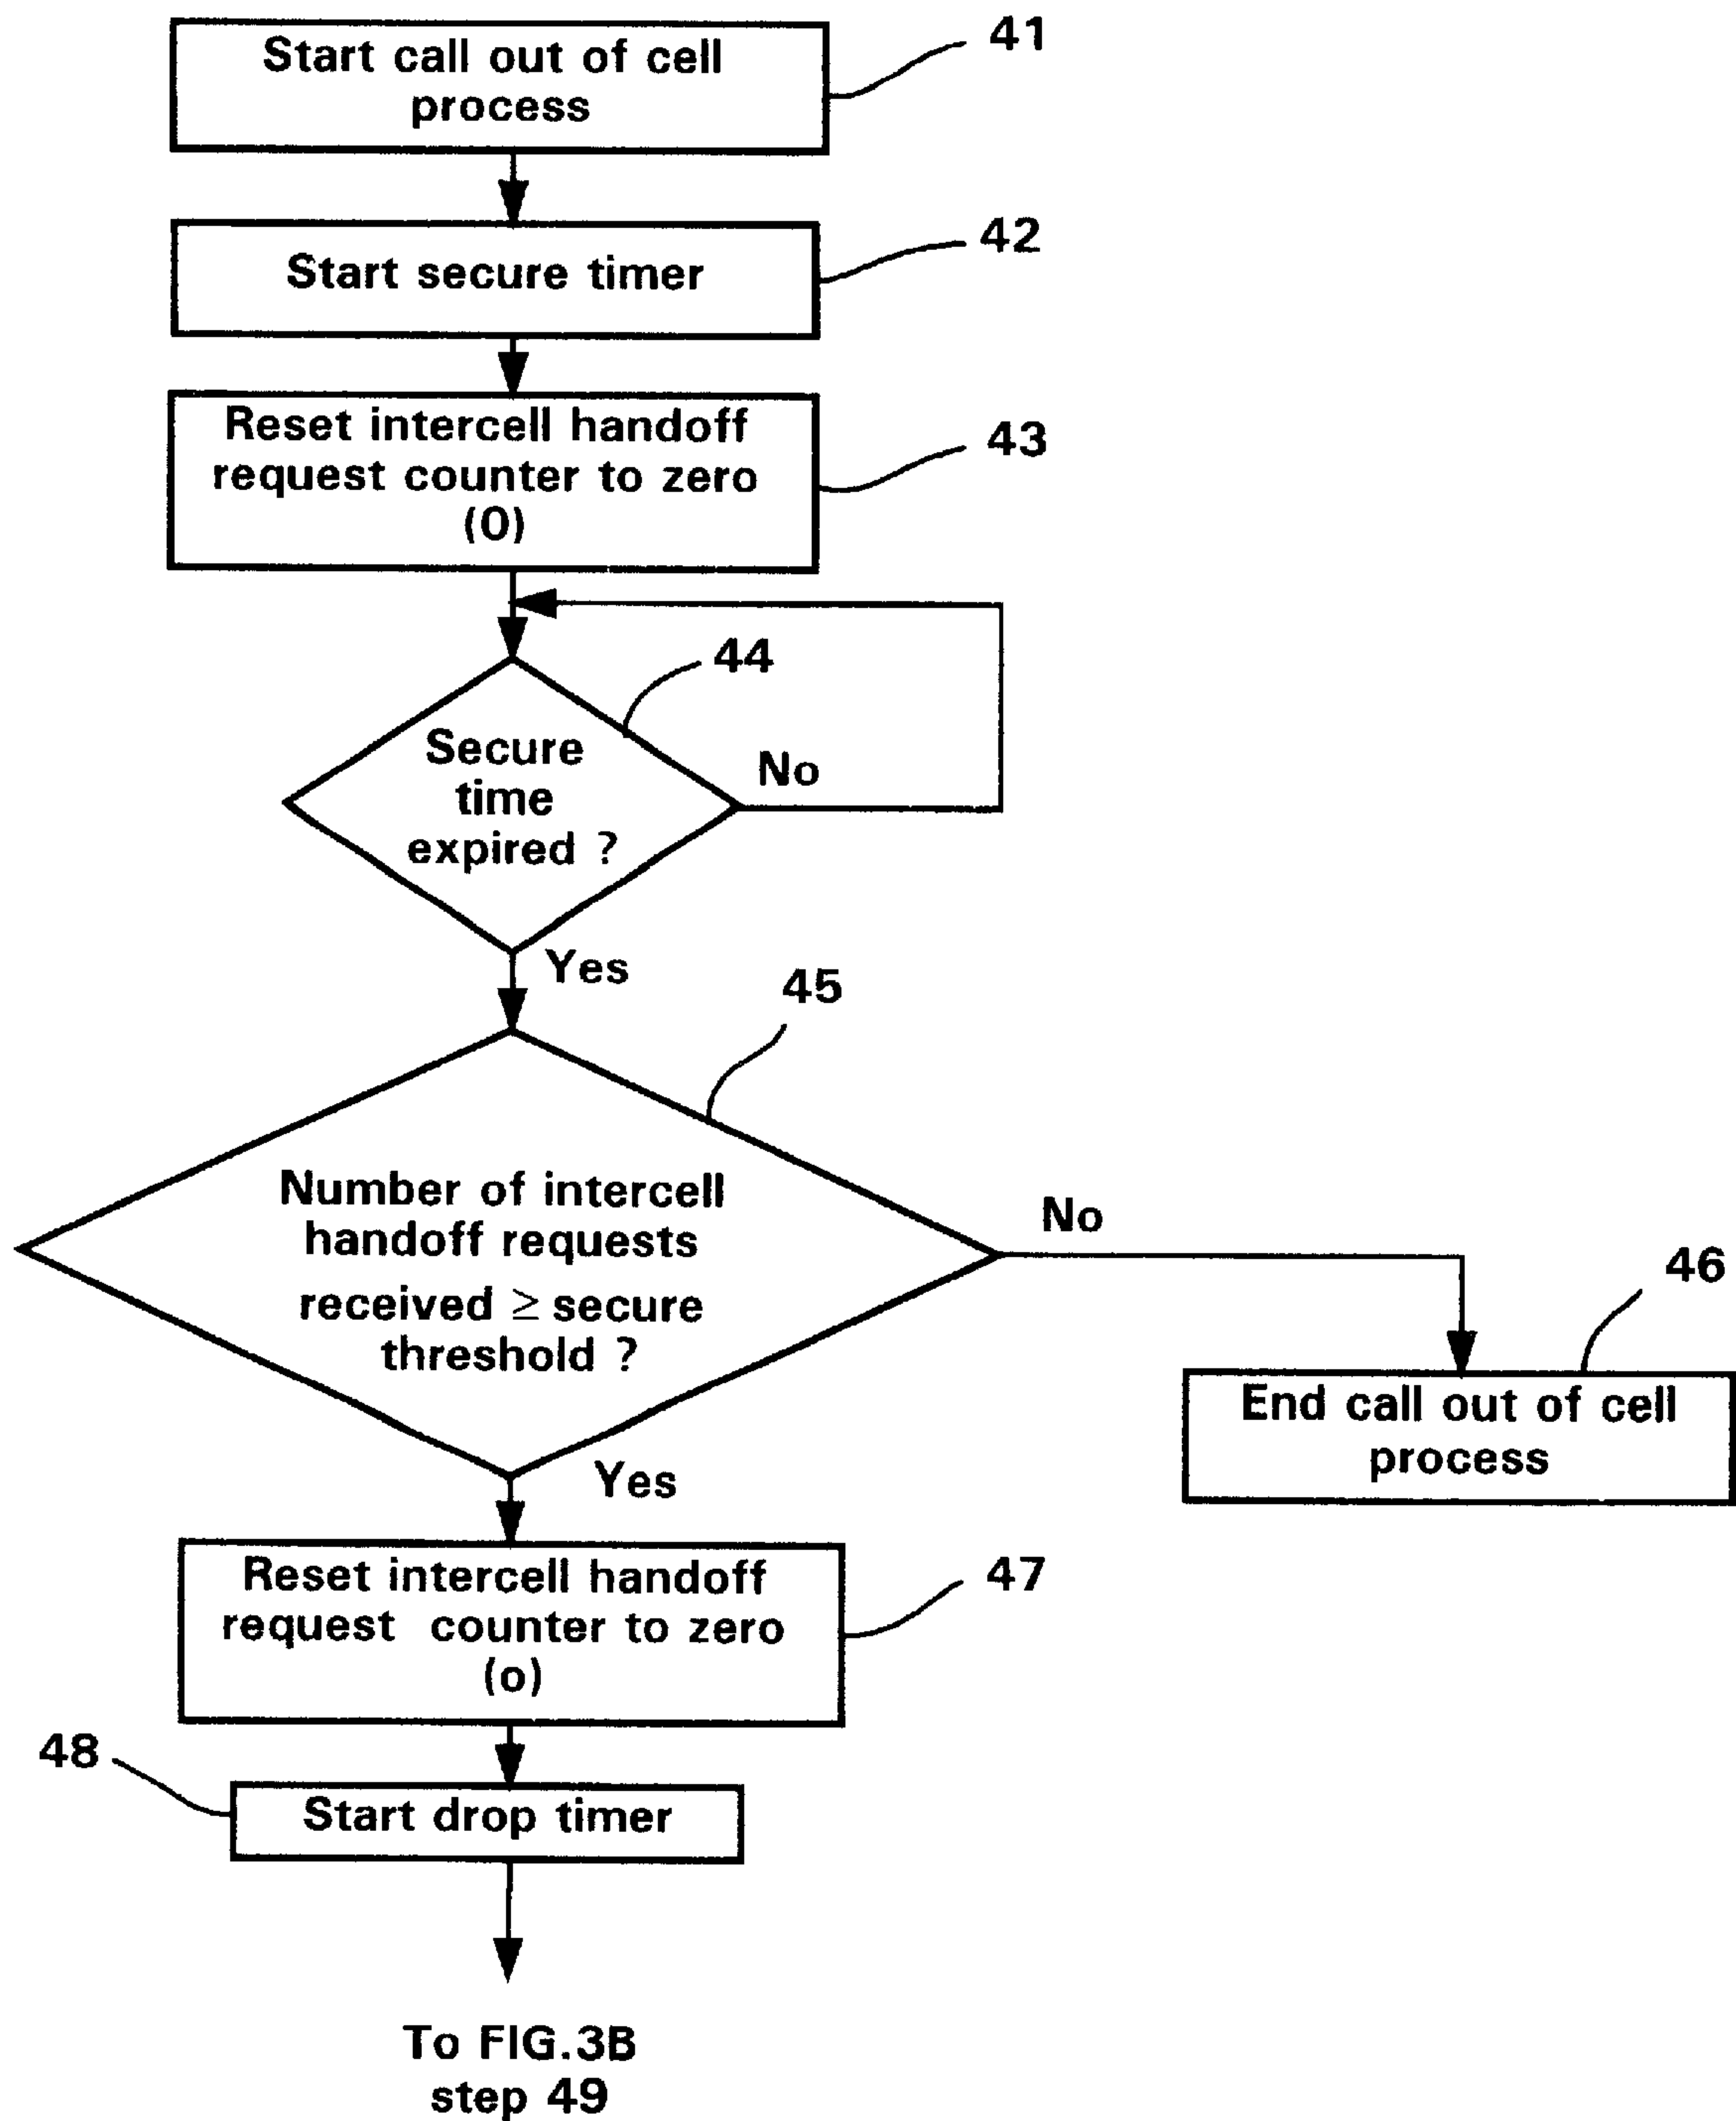 Start call out of cell
process
41
Start secure timer
42
Reset intercell handoff
request counter to zero
(0)
43
44
Secure
time
expired ?
No
Yes
45
Number of intercell
handoff requests
received ≥ secure
threshold ?
No
46
End call out of cell
process
Yes
Reset intercell handoff
request counter to zero
(o)
47
48
Start drop timer
To FIG.3B
step 49